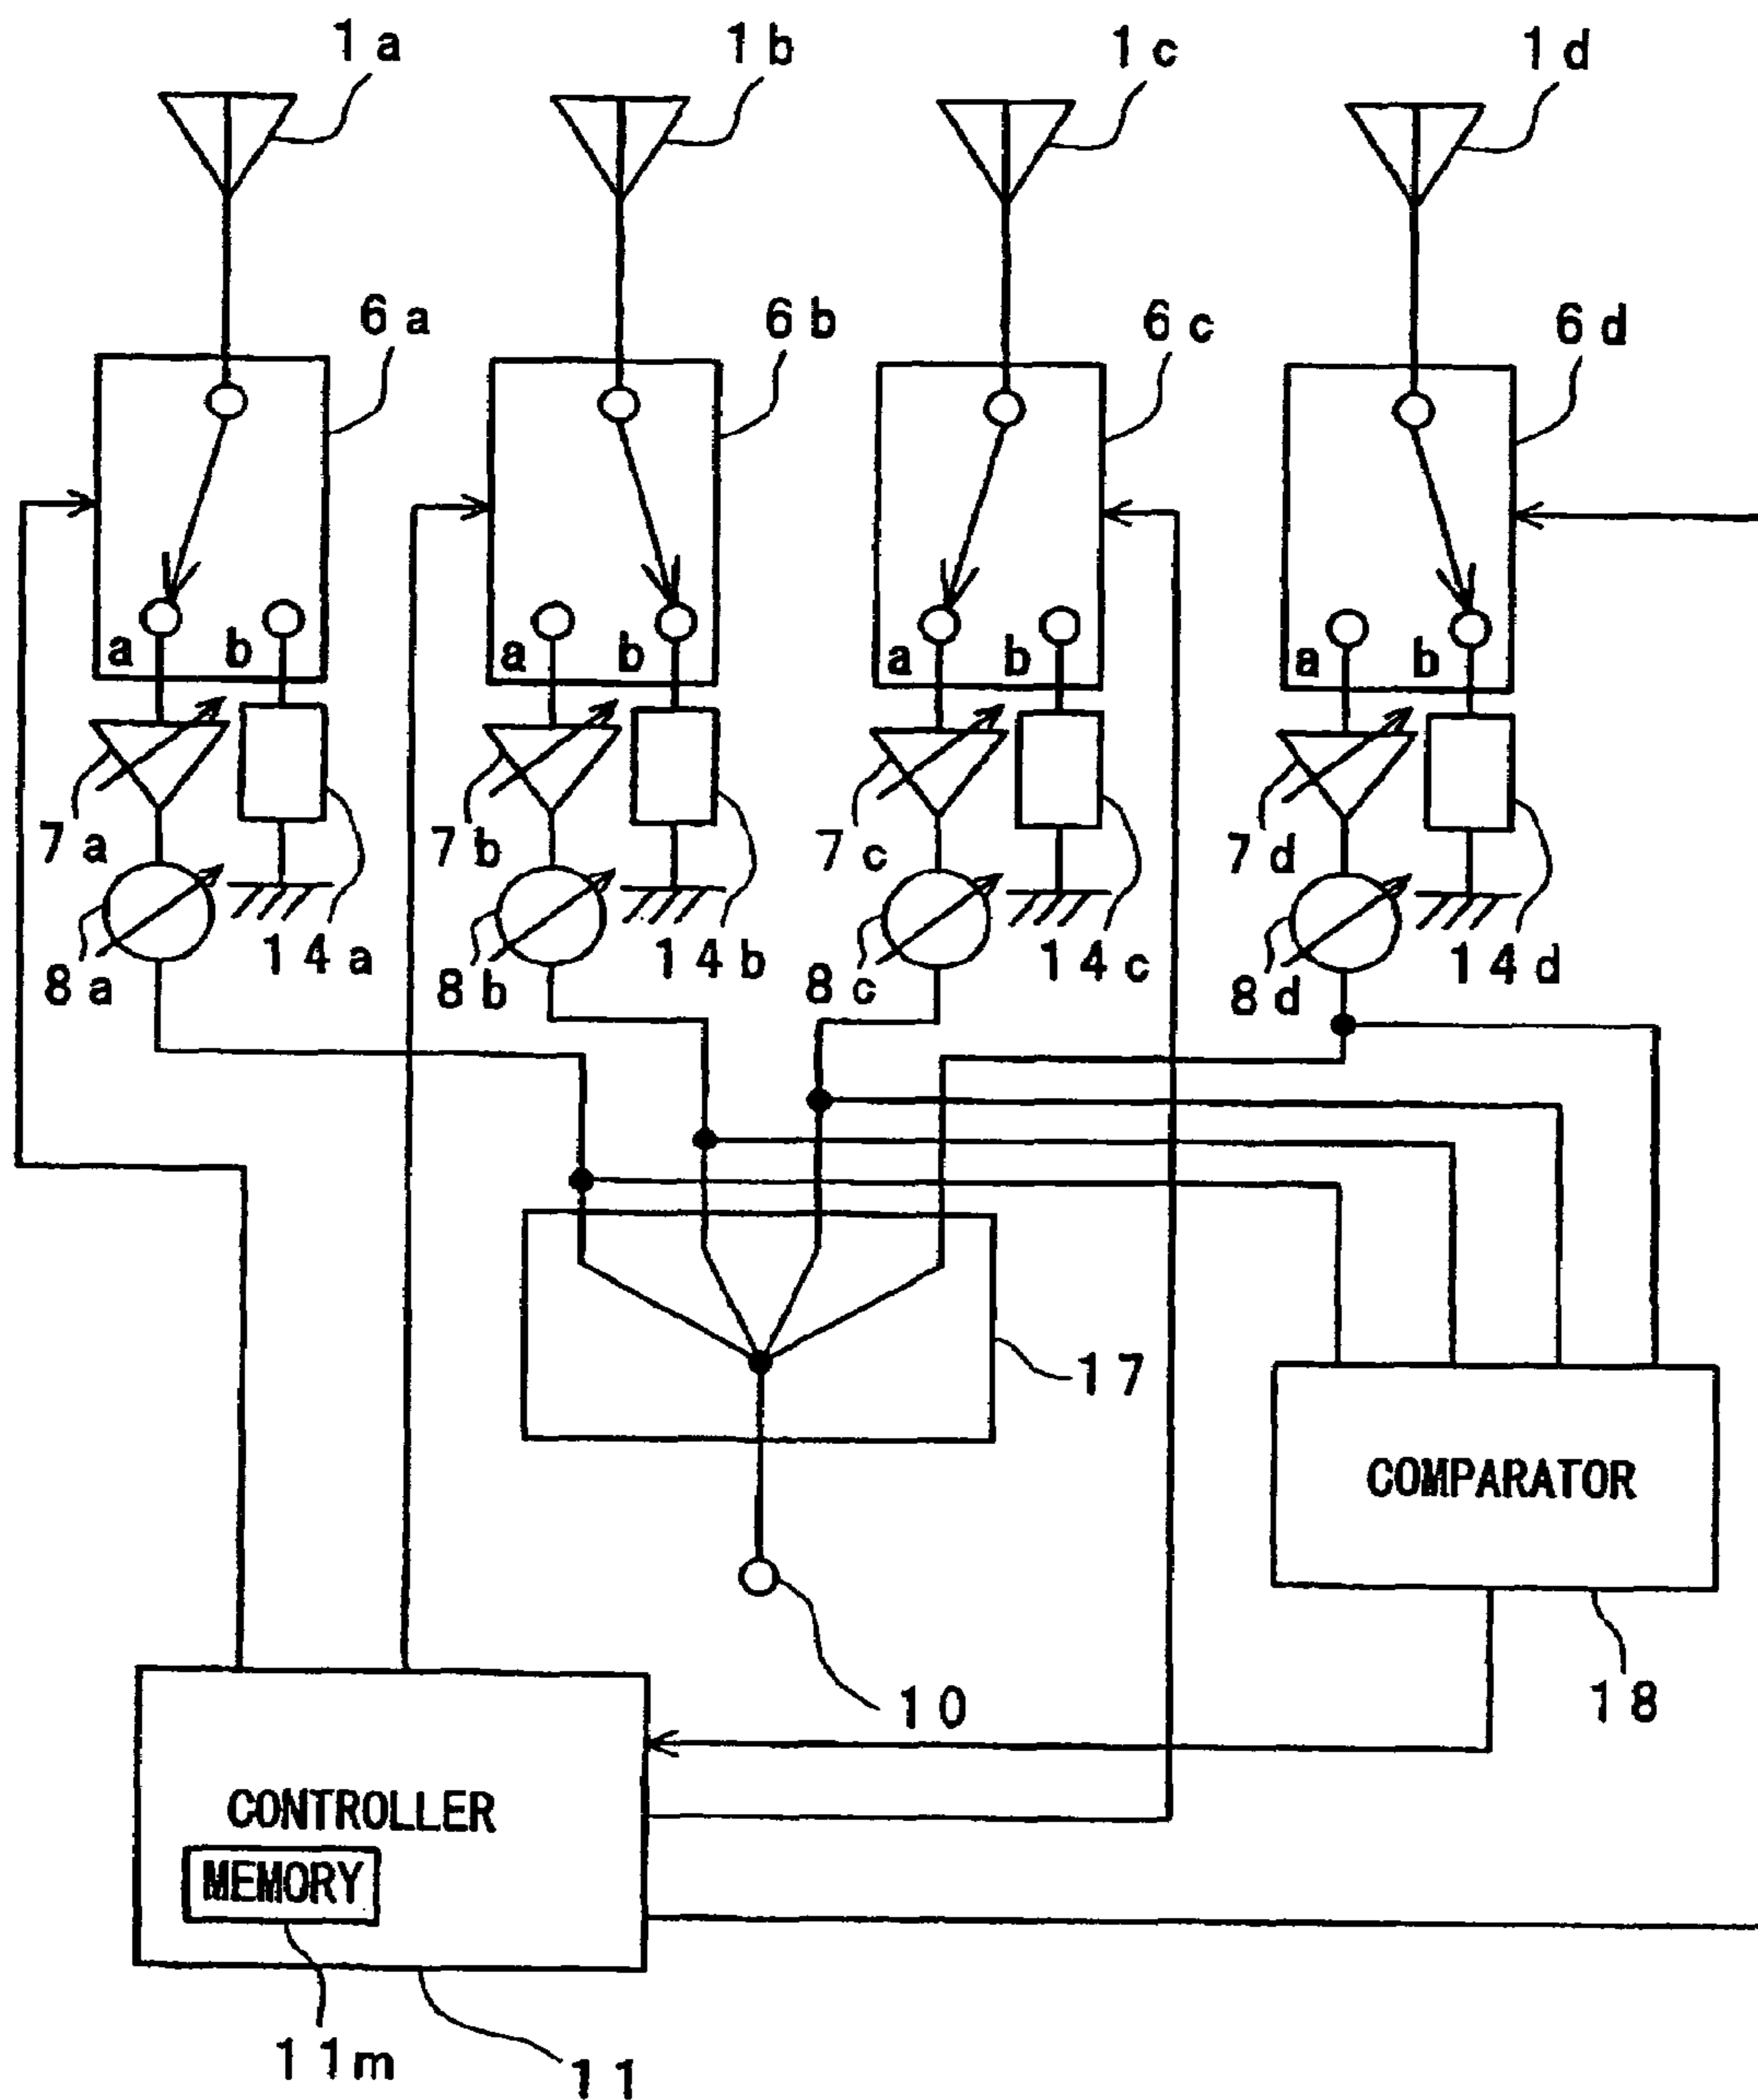 1a 1b 1c 1d
6a 6b 6c 6d
a b a b a b a b
7a 7b 7c 7d
8a 14a 8b 14b 8c 14c 8d 14d
17
COMPARATOR
10
18
CONTROLLER
MEMORY
11m
11